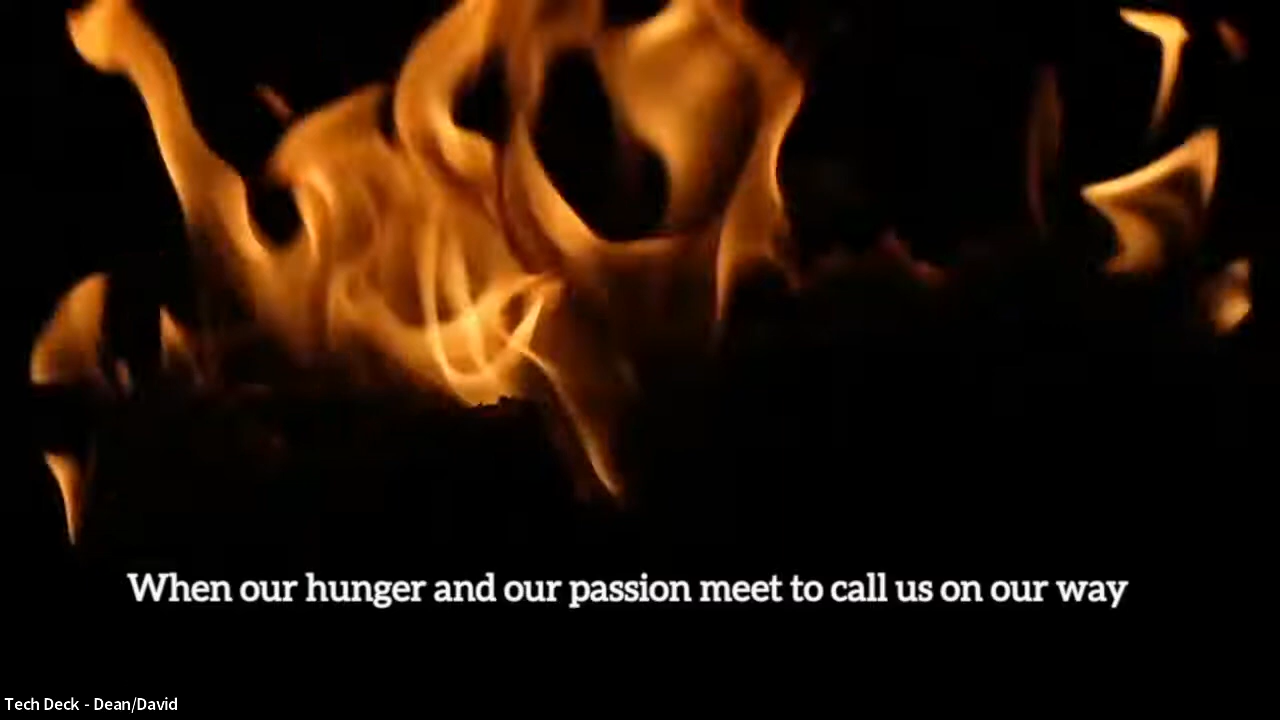 When our hunger and our passion meet to call us on our way
Tech Deck - Dean/David